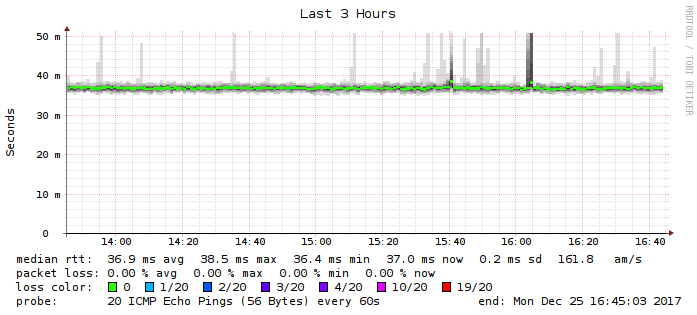 Last 3 Hours
RRDTOOL / TOBI OETIKER
Seconds
50 m
40 m
30 m
20 m
10 m
0
14:00 14:20 14:40 15:00 15:20 15:40 16:00 16:20 16:40
median rtt: 36.9 ms avg 38.5 ms max 36.4 ms min 37.0 ms now 0.2 ms sd 161.8 am/s
packet loss: 0.00 % avg 0.00 % max 0.00 % min 0.00 % now
loss color: 0 1/20 2/20 3/20 4/20 10/20 19/20
probe: 20 ICMP Echo Pings (56 Bytes) every 60s end: Mon Dec 25 16:45:03 2017